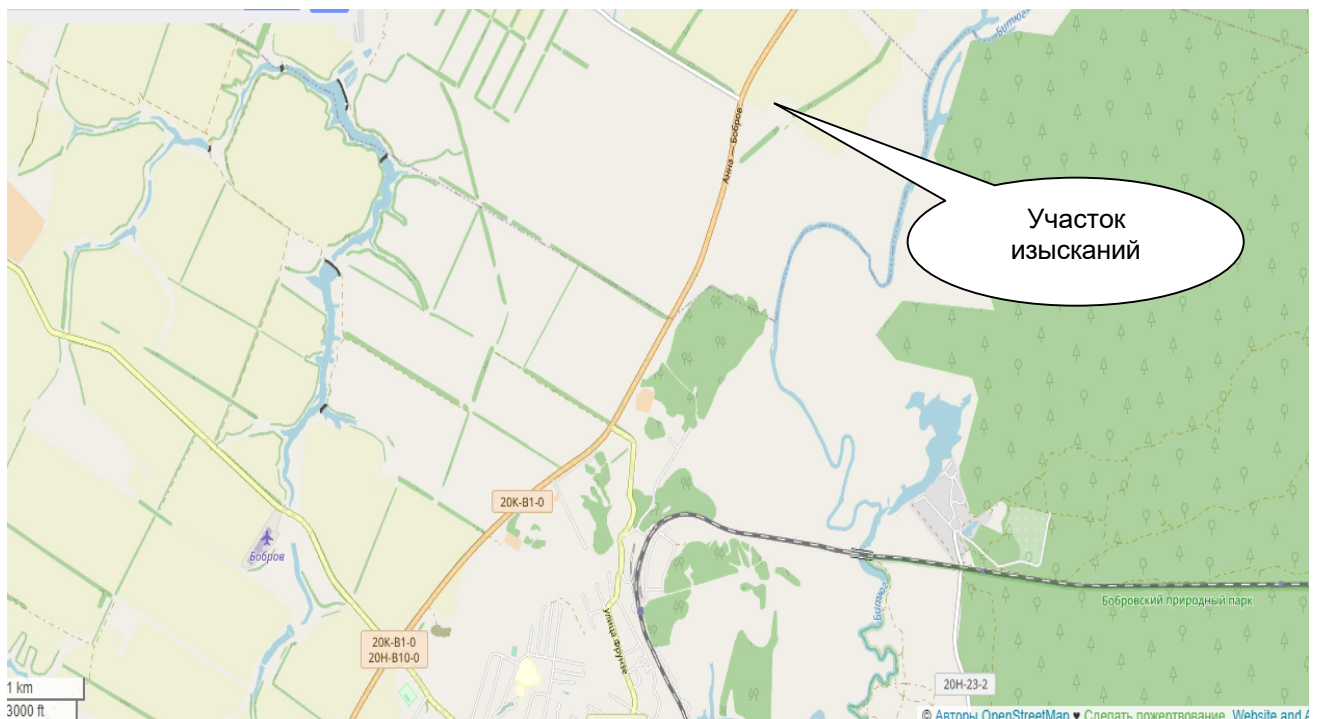 Битюг
Анна — Бобров
Участок
изысканий
20К-В1-0
Бобров
Бобровский природный парк
Битюг
улица Фрунзе
20К-В1-0
20Н-В10-0
20Н-23-2
1 km
3000 ft
© Авторы OpenStreetMap ♥ Сделать пожертвование. Website and A